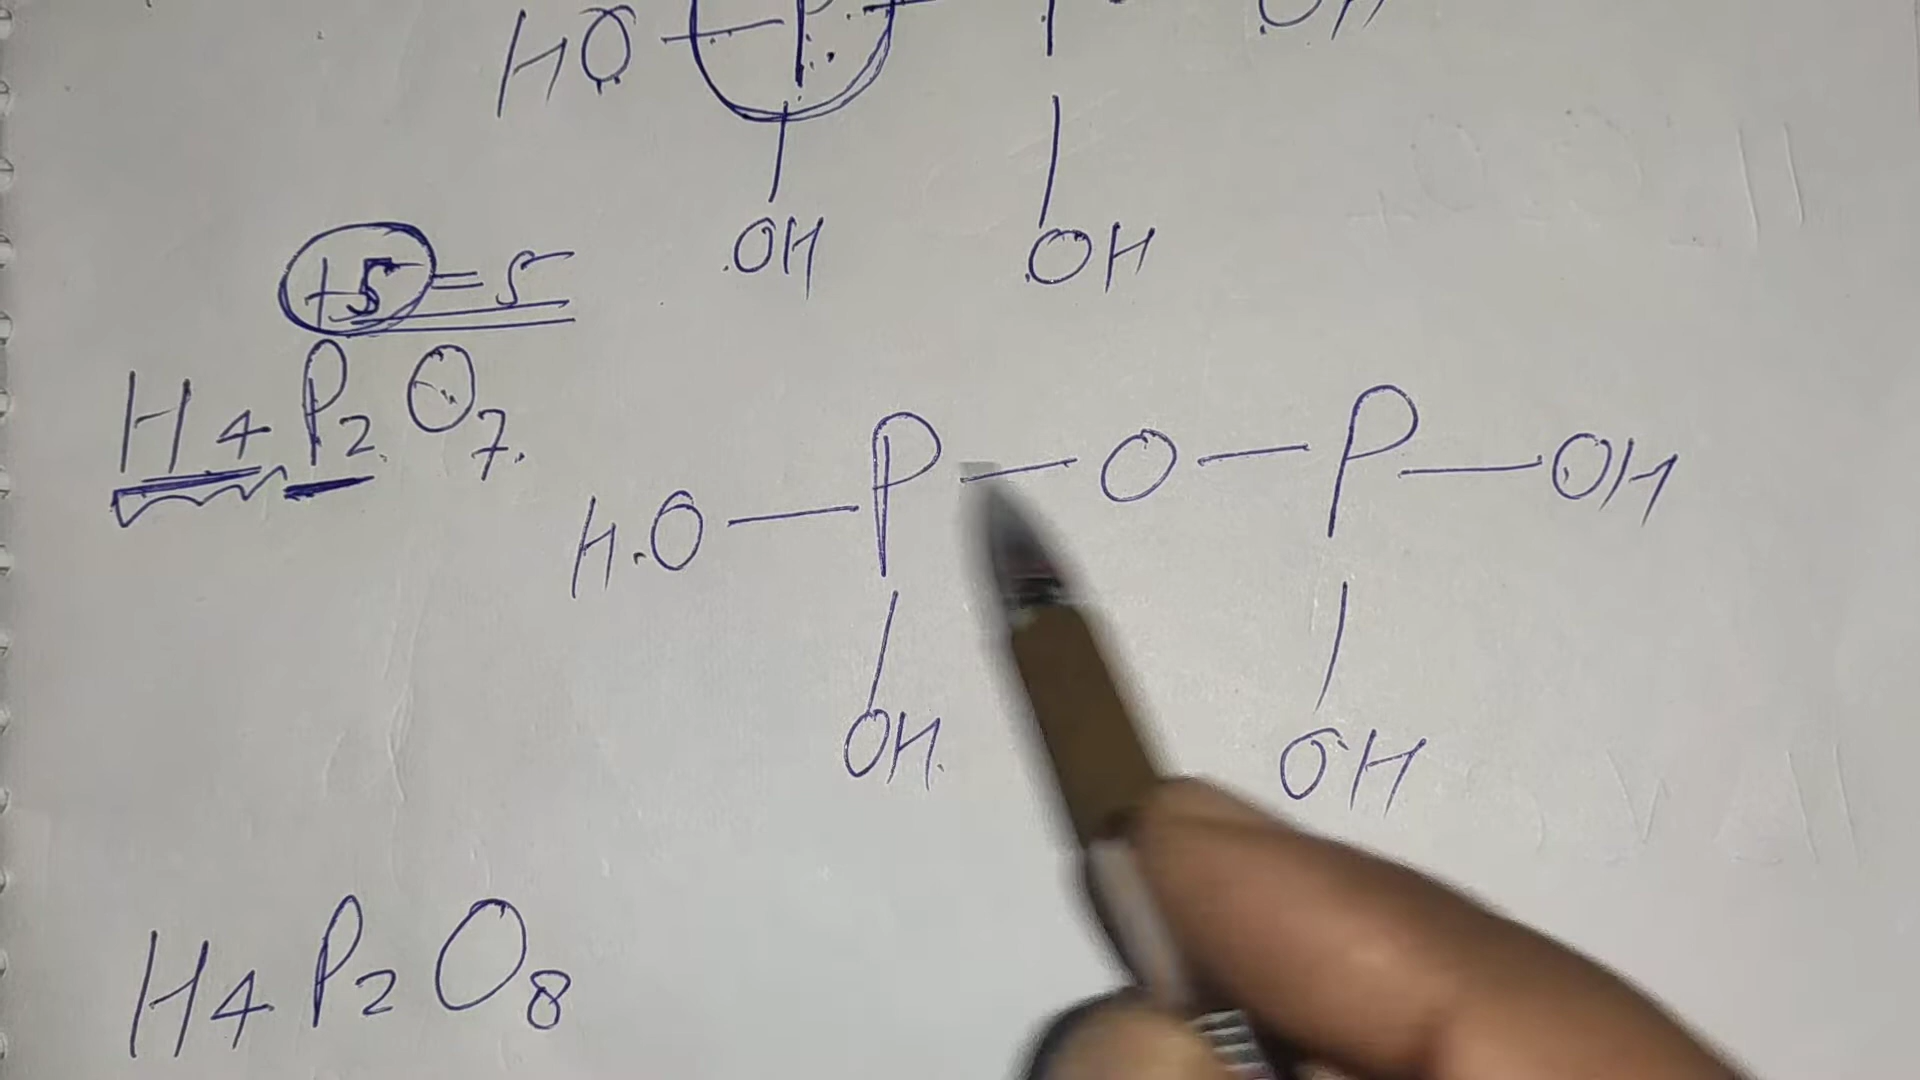 HO — P — P — OH
OH OH
+5 = 5
H4 P2 O7.
H.O — P — O — P — OH
OH. OH
H4 P2 O8